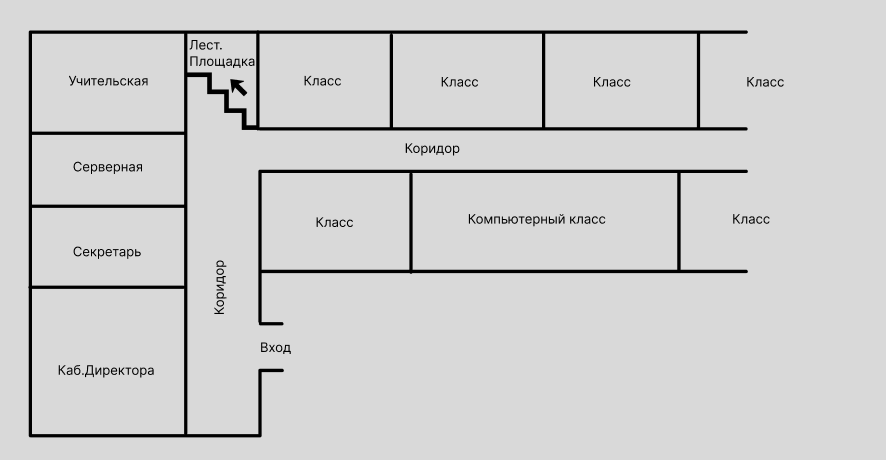 Лест.
Площадка
Учительская
Класс
Класс
Класс
Класс
Коридор
Серверная
Класс
Компьютерный класс
Класс
Секретарь
Коридор
Вход
Каб.Директора